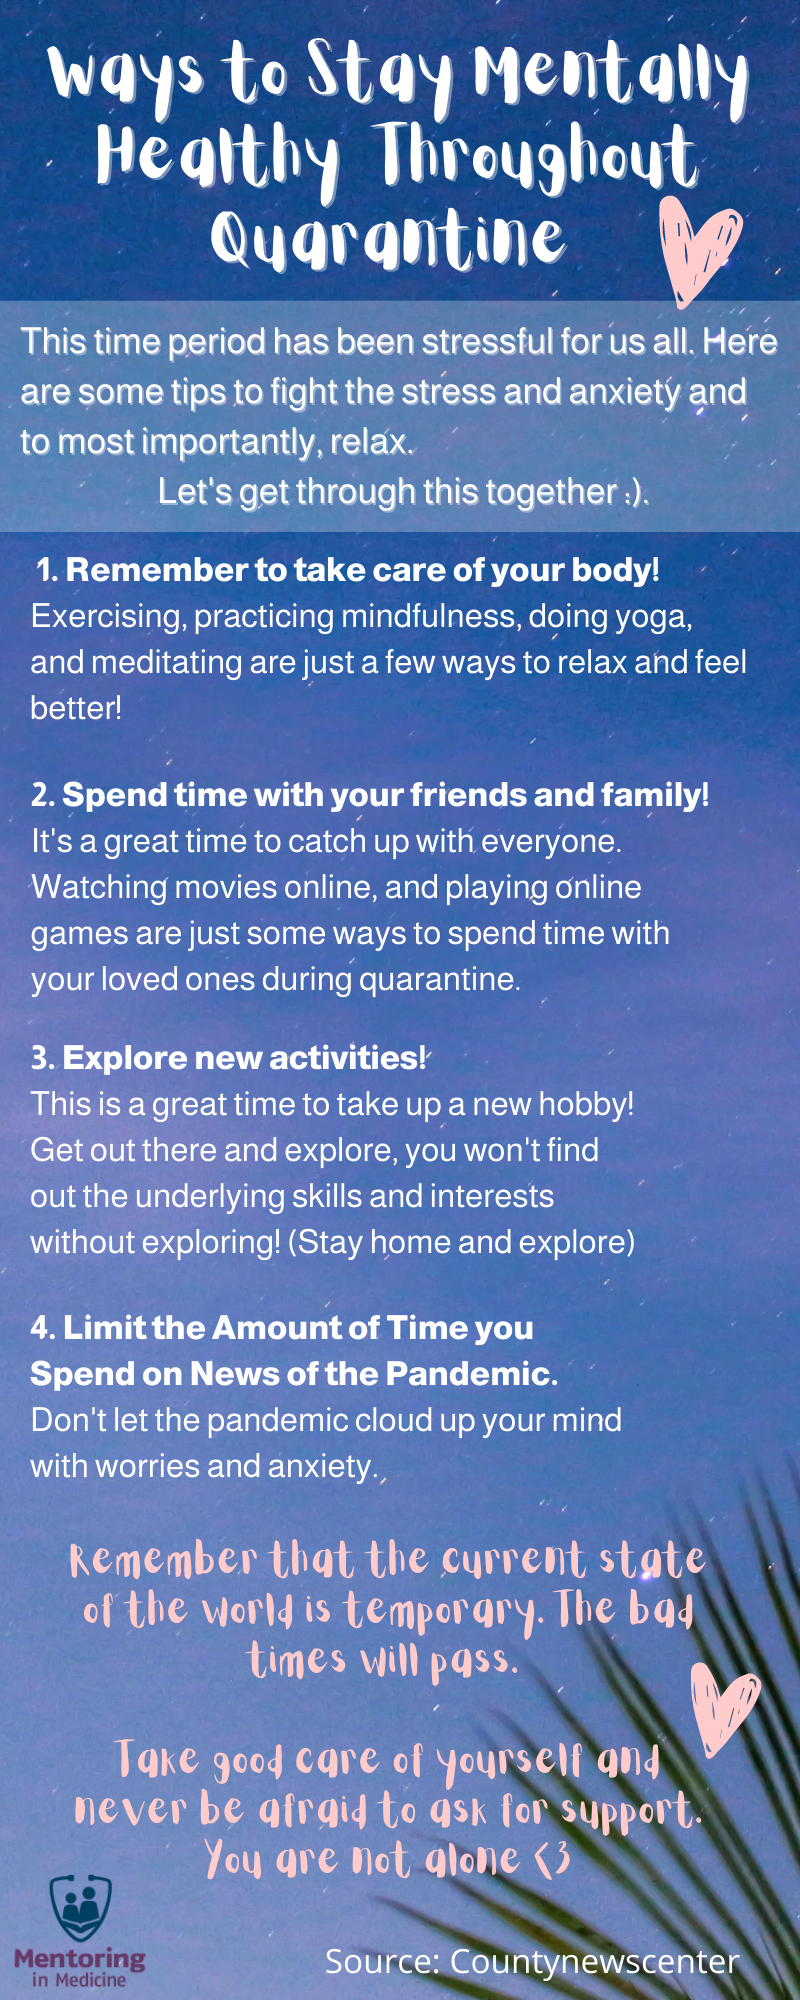 Ways to Stay Mentally
Healthy Throughout
Quarantine
This time period has been stressful for us all. Here
are some tips to fight the stress and anxiety and
to most importantly, relax.
Let's get through this together :).
1. Remember to take care of your body!
Exercising, practicing mindfulness, doing yoga,
and meditating are just a few ways to relax and feel
better!
2. Spend time with your friends and family!
It's a great time to catch up with everyone.
Watching movies online, and playing online
games are just some ways to spend time with
your loved ones during quarantine.
3. Explore new activities!
This is a great time to take up a new hobby!
Get out there and explore, you won't find
out the underlying skills and interests
without exploring! (Stay home and explore)
4. Limit the Amount of Time you
Spend on News of the Pandemic.
Don't let the pandemic cloud up your mind
with worries and anxiety.
Remember that the current state
of the world is temporary. The bad
times will pass.
Take good care of yourself and
never be afraid to ask for support.
You are not alone <3
Mentoring
in Medicine
Source: Countynewscenter